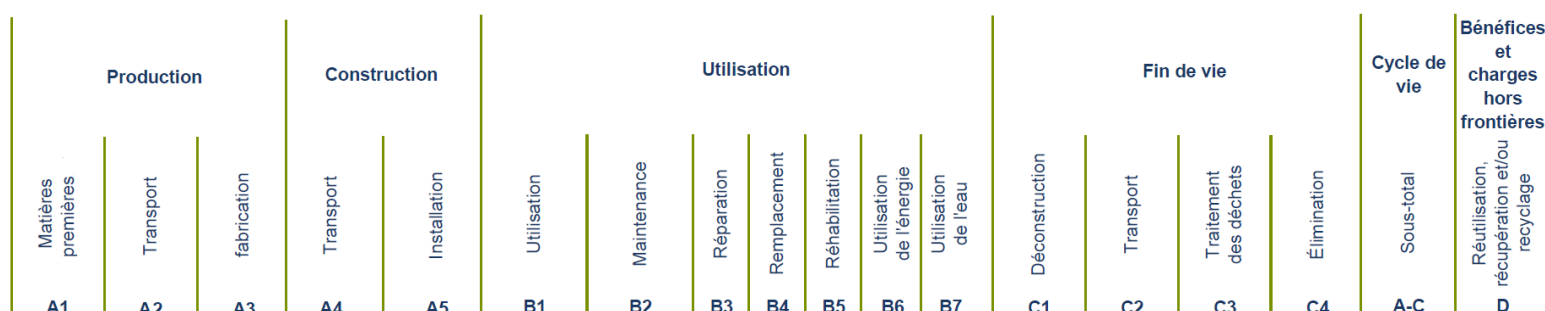 Production
Construction
Utilisation
Fin de vie
Cycle de
vie
Bénéfices
et
charges
hors
frontières
Matières
premières
Transport
fabrication
Transport
Installation
Utilisation
Maintenance
Réparation
Remplacement
Réhabilitation
Utilisation
de l'énergie
Utilisation
de l'eau
Déconstruction
Transport
Traitement
des déchets
Élimination
Sous-total
Réutilisation,
récupération et/ou
recyclage
A1 A2 A3 A4 A5 B1 B2 B3 B4 B5 B6 B7 C1 C2 C3 C4 A-C D